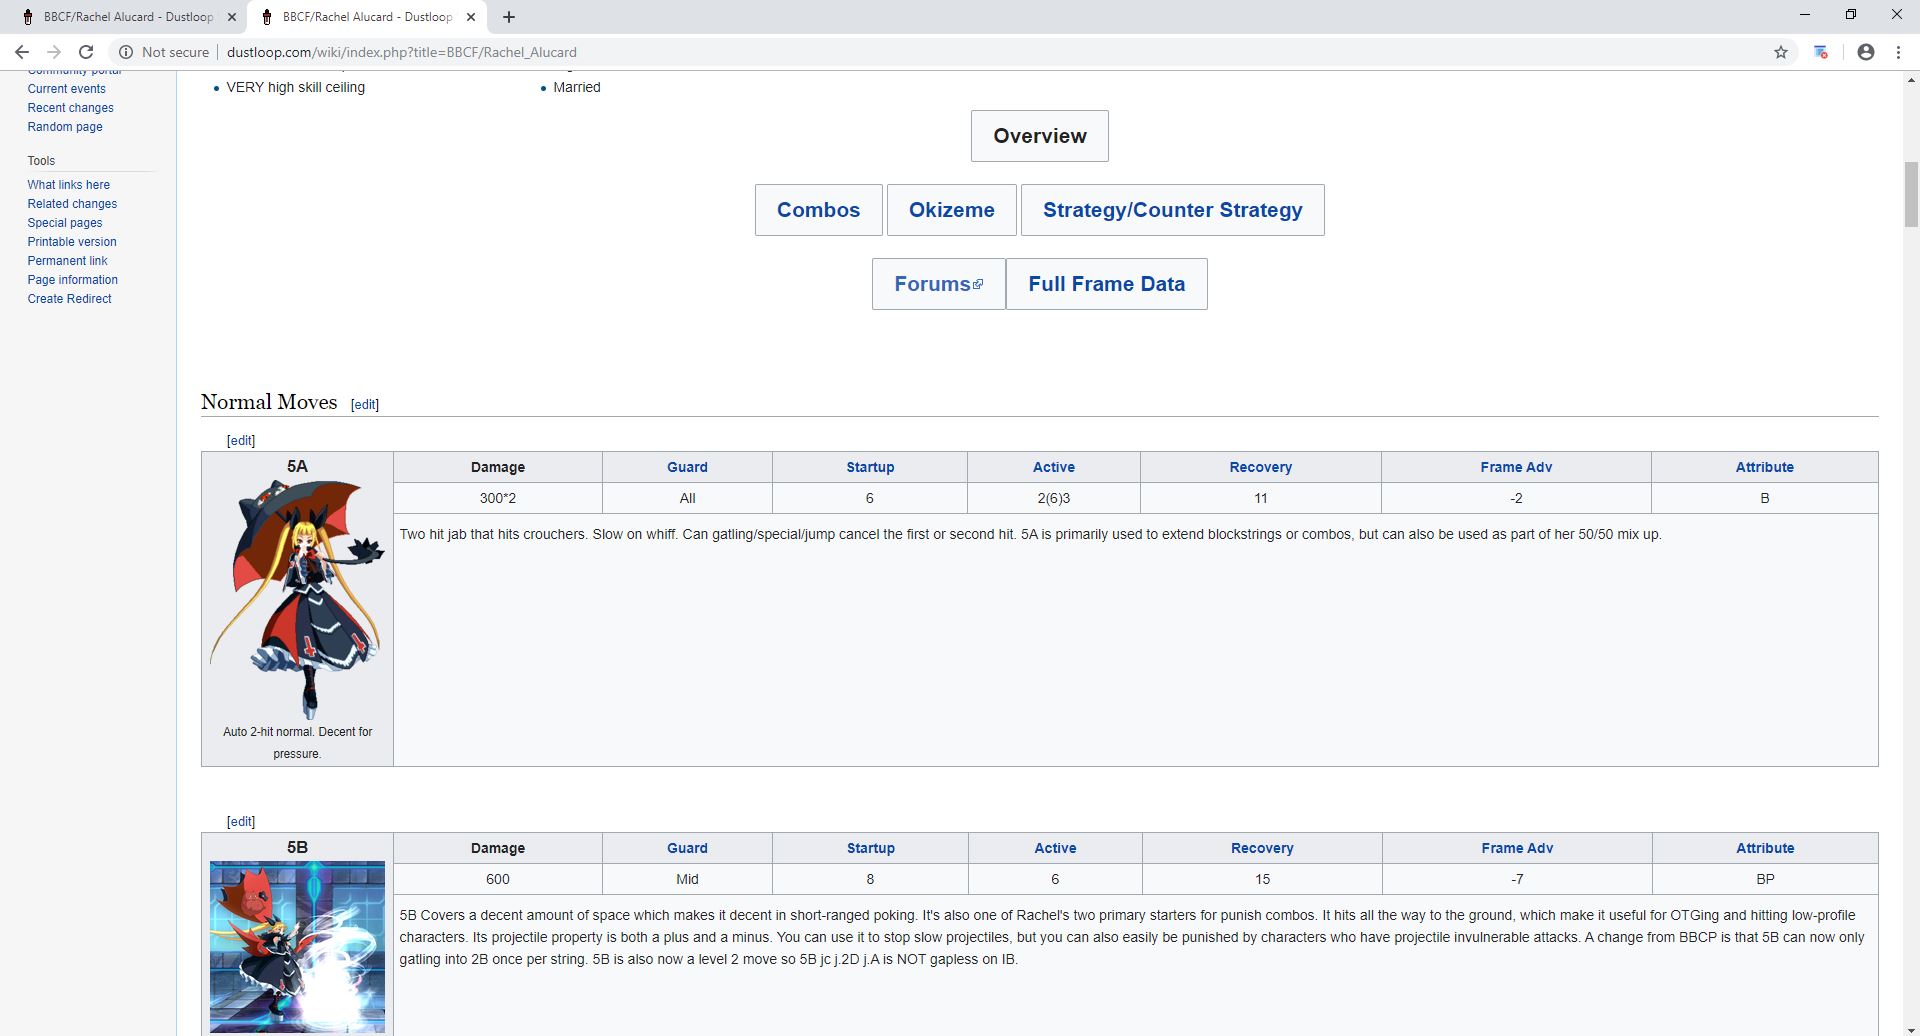 BBCF/Rachel Alucard - Dustloop
BBCF/Rachel Alucard - Dustloop
Not secure
dustloop.com/wiki/index.php?title=BBCF/Rachel_Alucard
Community portal
Current events
Recent changes
Random page
Tools
What links here
Related changes
Special pages
Printable version
Permanent link
Page information
Create Redirect
VERY high skill ceiling
Married
Overview
Combos
Okizeme
Strategy/Counter Strategy
Forums
Full Frame Data
Normal Moves [edit]
[edit]
5A
Damage Guard Startup Active Recovery Frame Adv Attribute
300*2 All 6 2(6)3 11 -2 B
Two hit jab that hits crouchers. Slow on whiff. Can gatling/special/jump cancel the first or second hit. 5A is primarily used to extend blockstrings or combos, but can also be used as part of her 50/50 mix up.
Auto 2-hit normal. Decent for
pressure.
[edit]
5B
Damage Guard Startup Active Recovery Frame Adv Attribute
600 Mid 8 6 15 -7 BP
5B Covers a decent amount of space which makes it decent in short-ranged poking. It's also one of Rachel's two primary starters for punish combos. It hits all the way to the ground, which make it useful for OTGing and hitting low-profile
characters. Its projectile property is both a plus and a minus. You can use it to stop slow projectiles, but you can also easily be punished by characters who have projectile invulnerable attacks. A change from BBCP is that 5B can now only
gatling into 2B once per string. 5B is also now a level 2 move so 5B jc j.2D j.A is NOT gapless on IB.